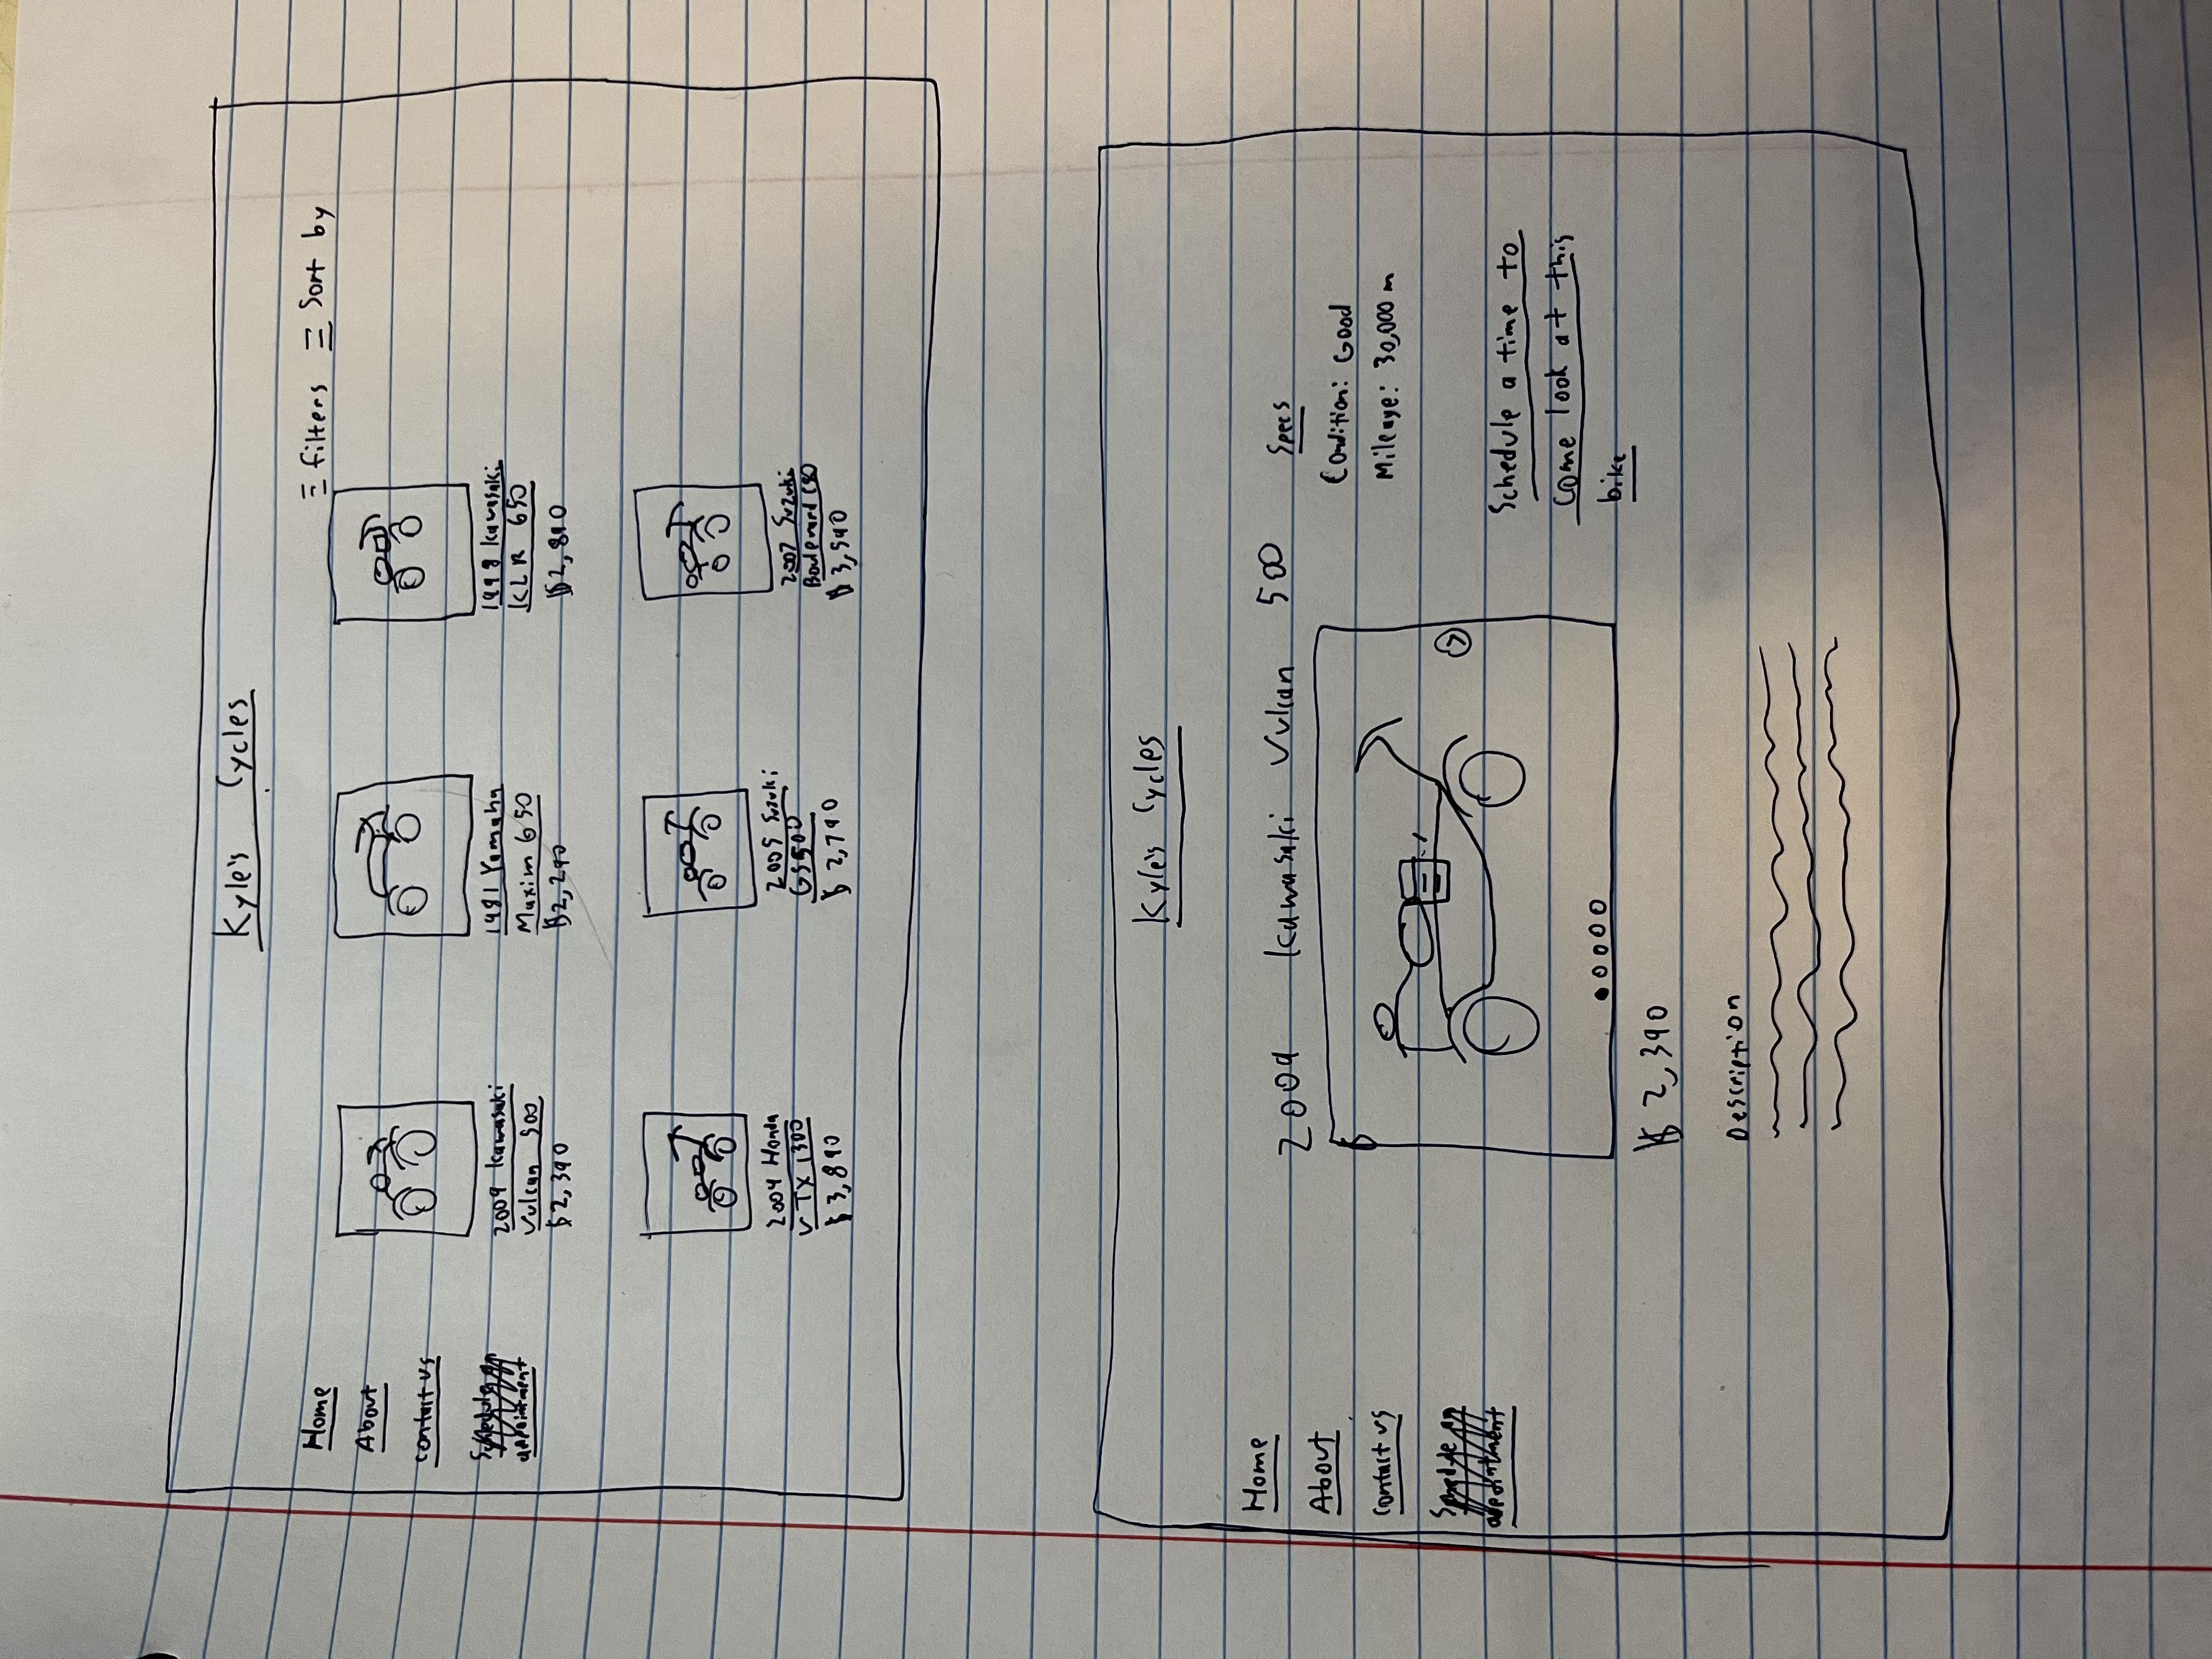 Kyle's Cycles
Home
About
contact us
Schedule an
appointment
≡ filters ≡ Sort by
2009 Kawasaki
Vulcan 500
$2,390
1981 Yamaha
Maxim 650
$2,290
1998 Kawasaki
KLR 650
$2,890
2004 Honda
VTX 1300
$3,890
2005 Suzuki
GS500
$2,790
2007 Suzuki
Boulevard C50
$3,590
Kyle's Cycles
Home
About
contact us
Schedule an
appointment
2009 Kawasaki Vulcan 500
$2,390
Description
Specs
Condition: Good
Mileage: 30,000 m
Schedule a time to
come look at this
bike